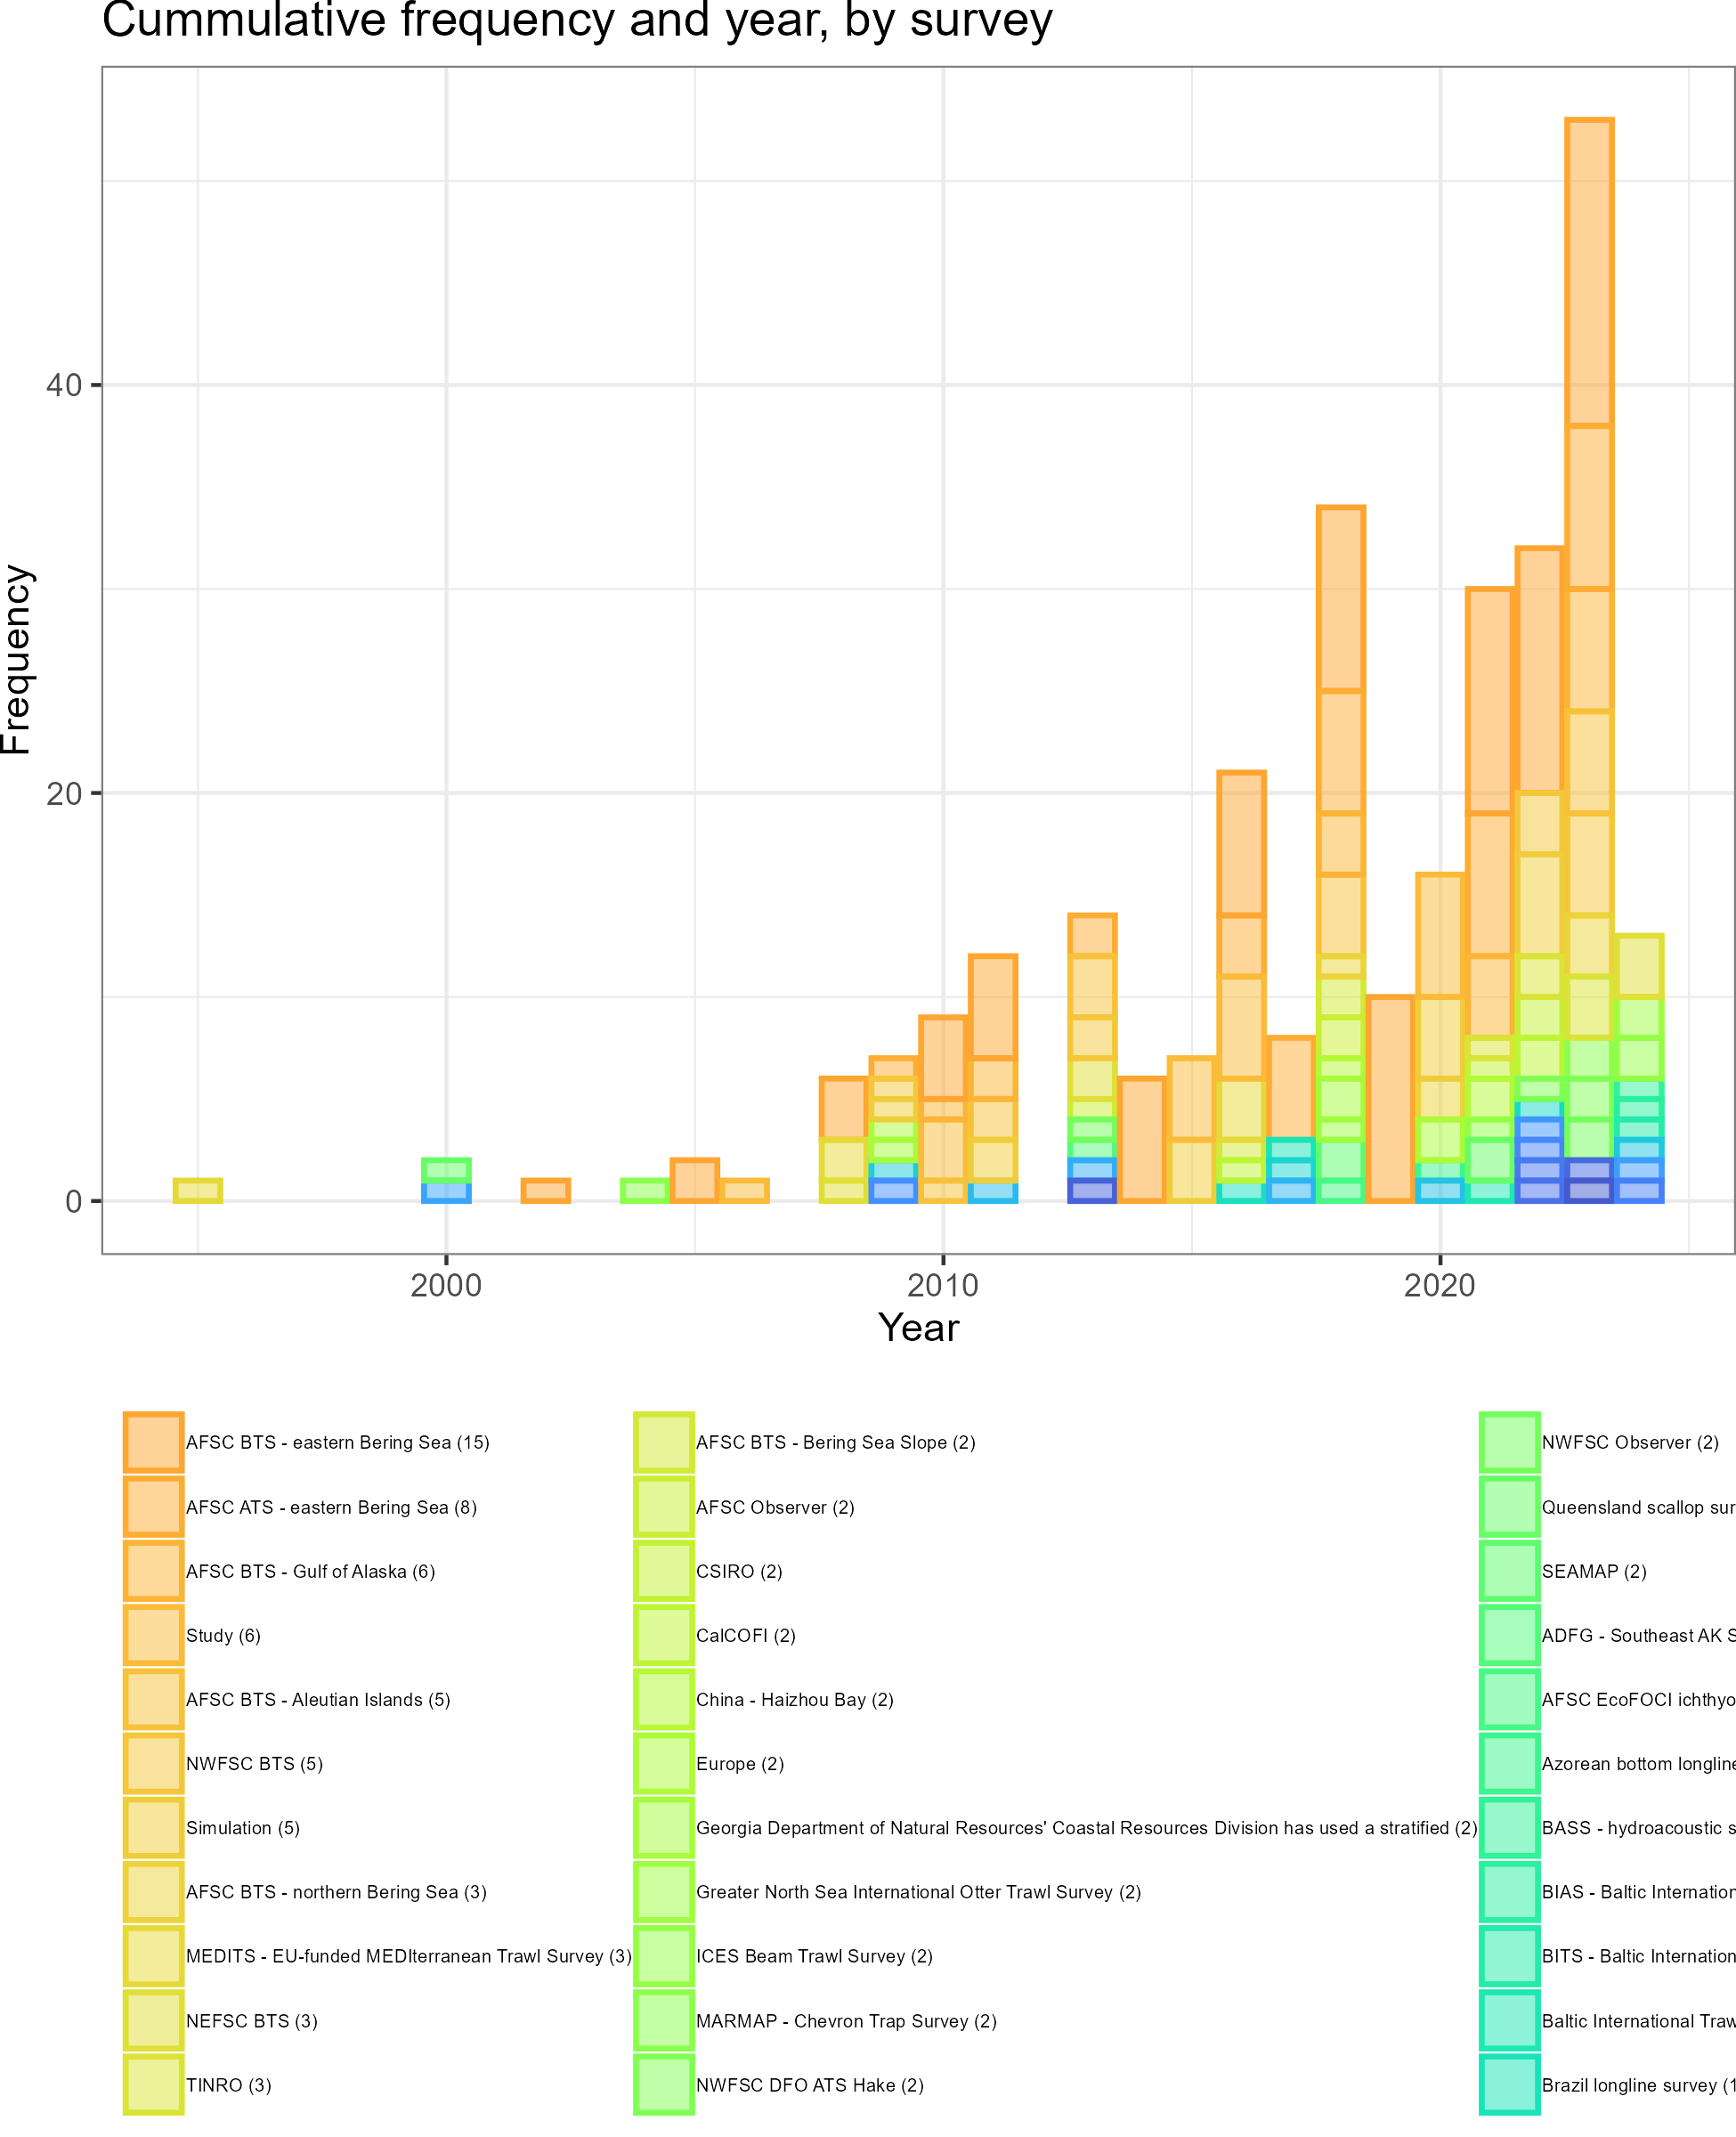 Cummulative frequency and year, by survey
Frequency
40
20
0
2000
2010
2020
Year
AFSC BTS - eastern Bering Sea (15)
AFSC ATS - eastern Bering Sea (8)
AFSC BTS - Gulf of Alaska (6)
Study (6)
AFSC BTS - Aleutian Islands (5)
NWFSC BTS (5)
Simulation (5)
AFSC BTS - northern Bering Sea (3)
MEDITS - EU-funded MEDIterranean Trawl Survey (3)
NEFSC BTS (3)
TINRO (3)
AFSC BTS - Bering Sea Slope (2)
AFSC Observer (2)
CSIRO (2)
CalCOFI (2)
China - Haizhou Bay (2)
Europe (2)
Georgia Department of Natural Resources' Coastal Resources Division has used a stratified (2)
Greater North Sea International Otter Trawl Survey (2)
ICES Beam Trawl Survey (2)
MARMAP - Chevron Trap Survey (2)
NWFSC DFO ATS Hake (2)
NWFSC Observer (2)
Queensland scallop sur
SEAMAP (2)
ADFG - Southeast AK S
AFSC EcoFOCI ichthyo
Azorean bottom longline
BASS - hydroacoustic s
BIAS - Baltic Internation
BITS - Baltic Internation
Baltic International Traw
Brazil longline survey (1